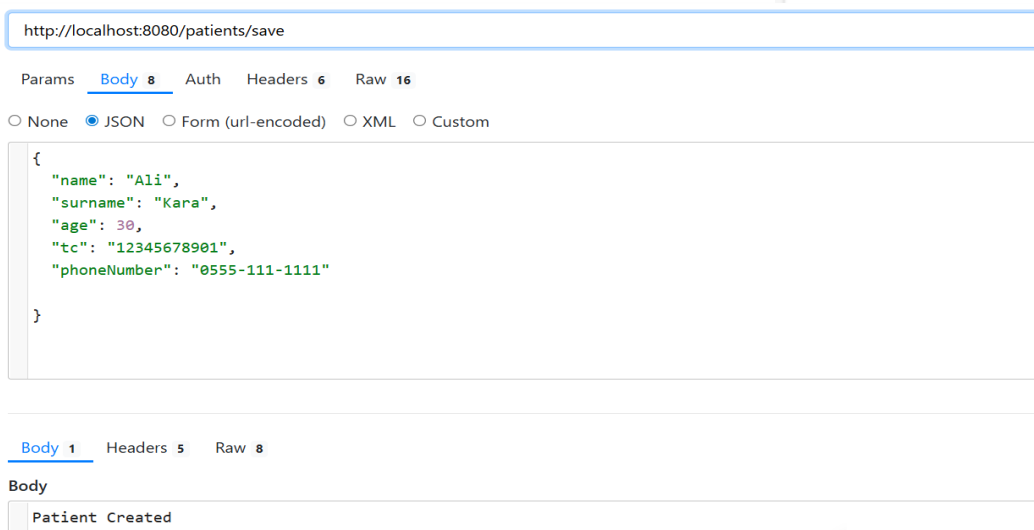 http://localhost:8080/patients/save
Params Body 8 Auth Headers 6 Raw 16
None JSON Form (url-encoded) XML Custom
{
"name": "Ali",
"surname": "Kara",
"age": 30,
"tc": "12345678901",
"phoneNumber": "0555-111-1111"
}
Body 1 Headers 5 Raw 8
Body
Patient Created